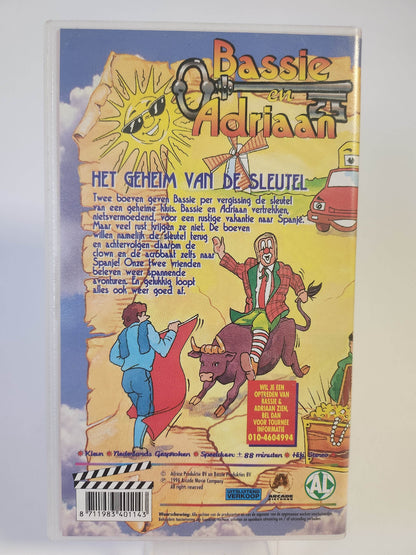 Bassie
en
Adriaan
HET GEHEIM VAN DE SLEUTEL
Twee boeven geven Bassie per vergissing de sleutel
van een geheime kluis. Bassie en Adriaan vertrekken,
nietsvermoedend, voor een rustige vakantie naar Spanje.
Maar veel rust krijgen ze niet. De boeven
willen namelijk de sleutel terug
en achtervolgen daarom de
clown en de acrobaat zelfs naar
Spanje! Onze twee vrienden
beleven weer spannende
avonturen. En gelukkig loopt
alles ook weer goed af.
WIL JE EEN
OPTREDEN VAN
BASSIE &
ADRIAAN ZIEN,
BEL DAN
VOOR TOURNEE
INFORMATIE
010-4604994
Kleur • Nederlands Gesproken • Speelduur: ± 88 minuten • Hifi Stereo
© Adrina Produktie BV en Bassie Produkties BV
℗ 1996 Arcade Movie Company
All rights reserved
UITSLUITEND
VERKOOP
ARCADE
AL
8 711983 401143